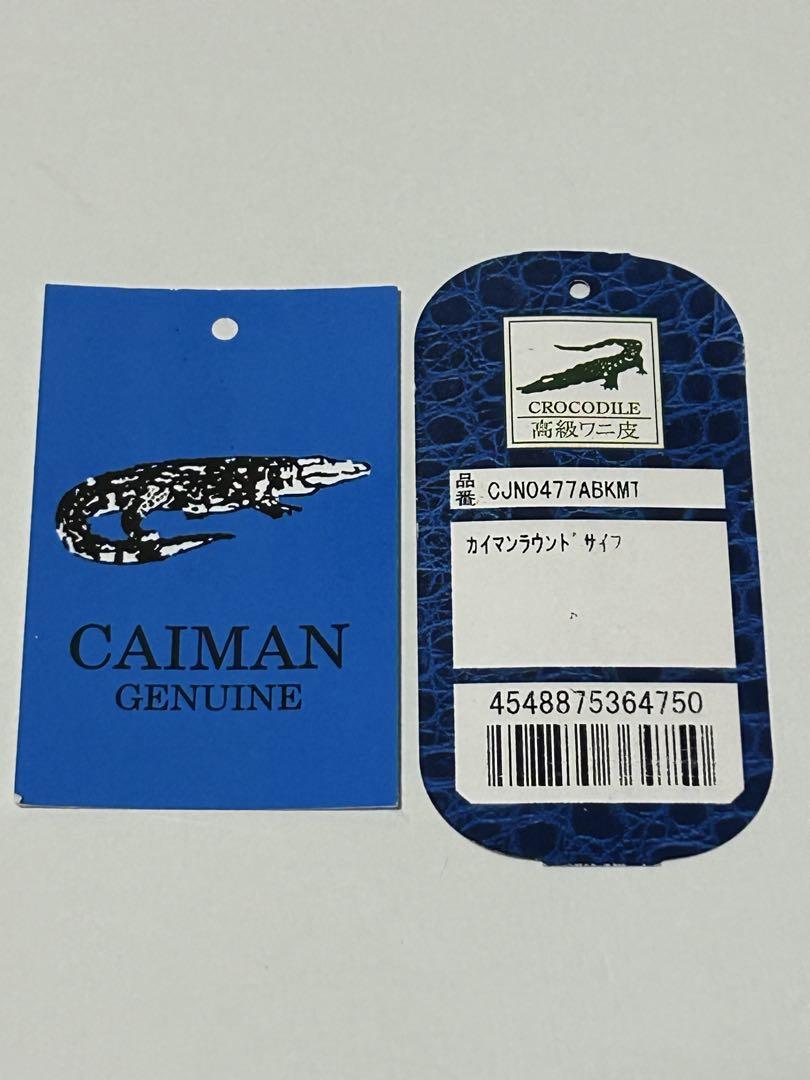 CAIMAN
GENUINE
CROCODILE
高級ワニ皮
品番 CJN0477ABKMT
カイマンラウンドサイフ
4548875364750